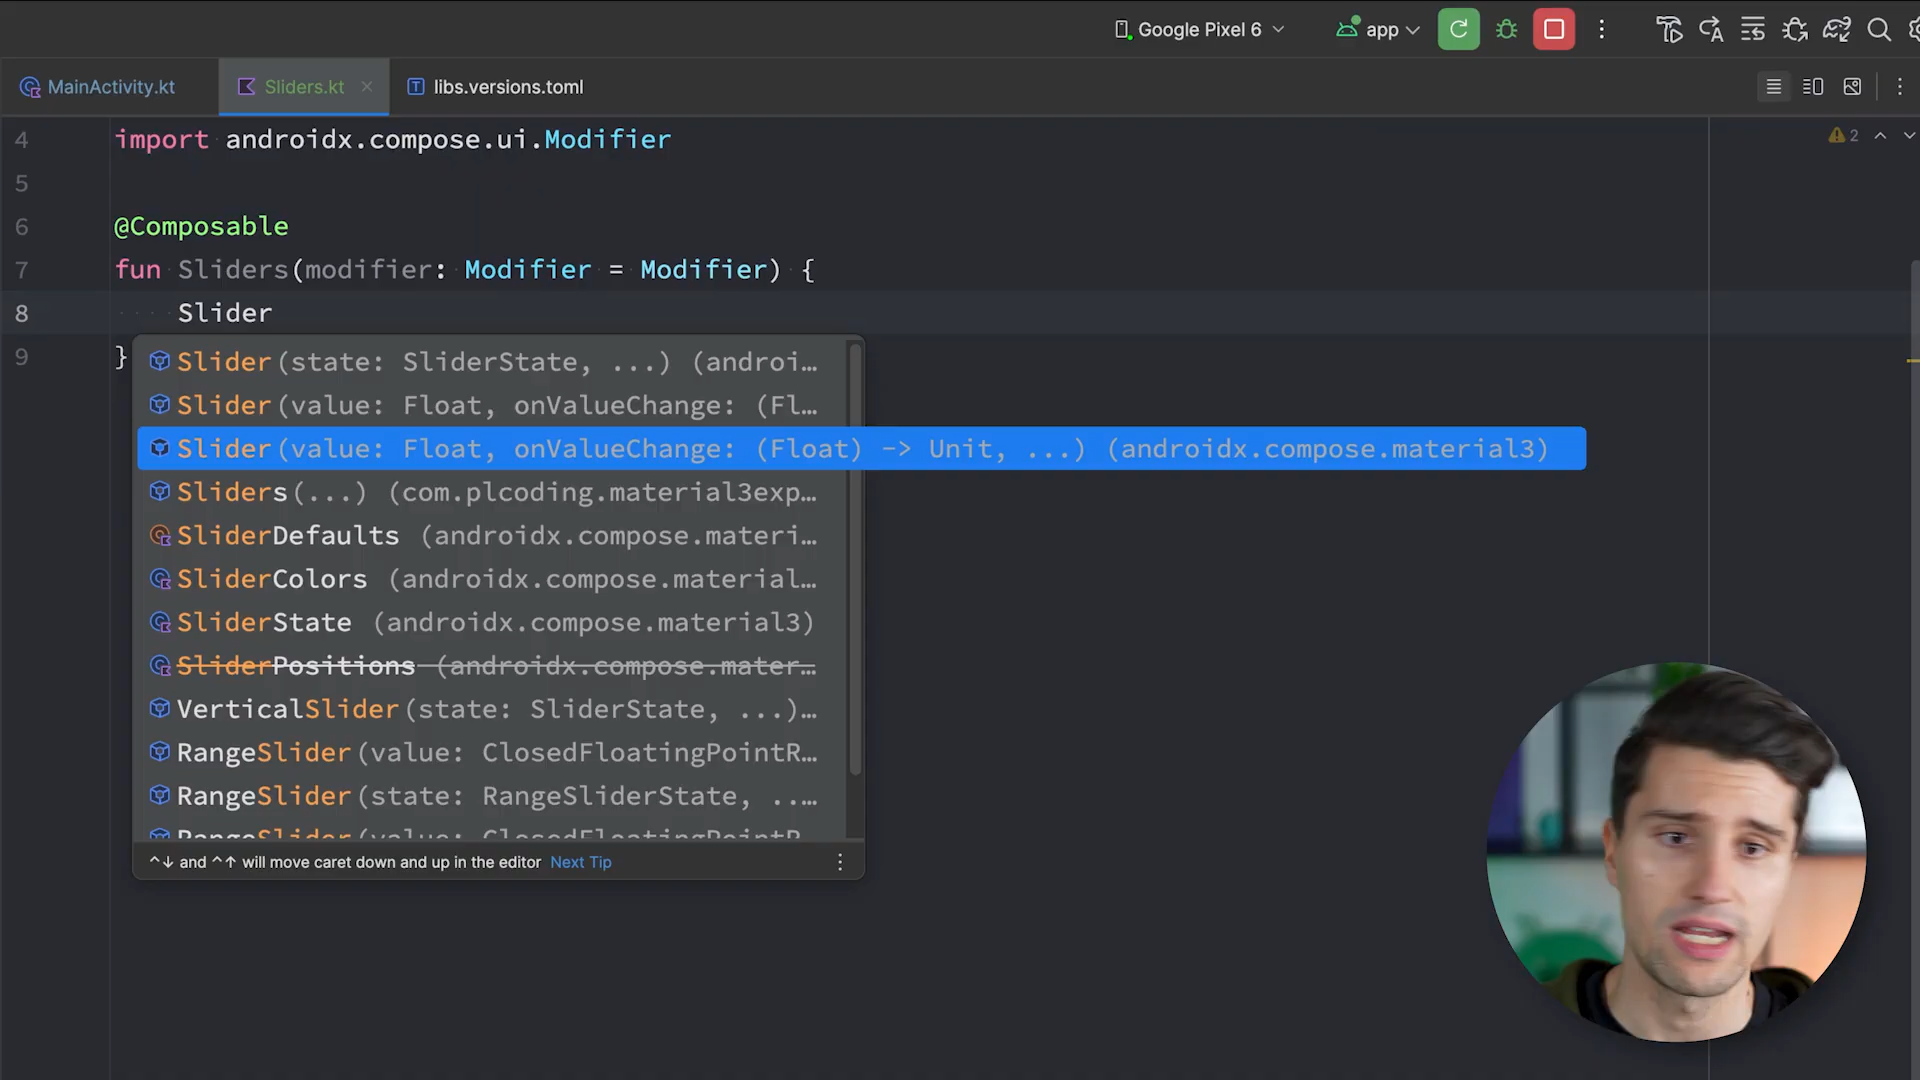 Google Pixel 6
app
MainActivity.kt
Sliders.kt
libs.versions.toml
2
4 import androidx.compose.ui.Modifier
5
6 @Composable
7 fun Sliders(modifier: Modifier = Modifier) {
8 Slider
9 }
Slider(state: SliderState, ...) (androi…
Slider(value: Float, onValueChange: (Fl…
Slider(value: Float, onValueChange: (Float) -> Unit, ...) (androidx.compose.material3)
Sliders(...) (com.plcoding.material3exp…
SliderDefaults (androidx.compose.materi…
SliderColors (androidx.compose.material…
SliderState (androidx.compose.material3)
SliderPositions (androidx.compose.mater…
VerticalSlider(state: SliderState, ...)…
RangeSlider(value: ClosedFloatingPointR…
RangeSlider(state: RangeSliderState, ..…
RangeSlider(value: ClosedFloatingPointR
^↓ and ^↑ will move caret down and up in the editor Next Tip